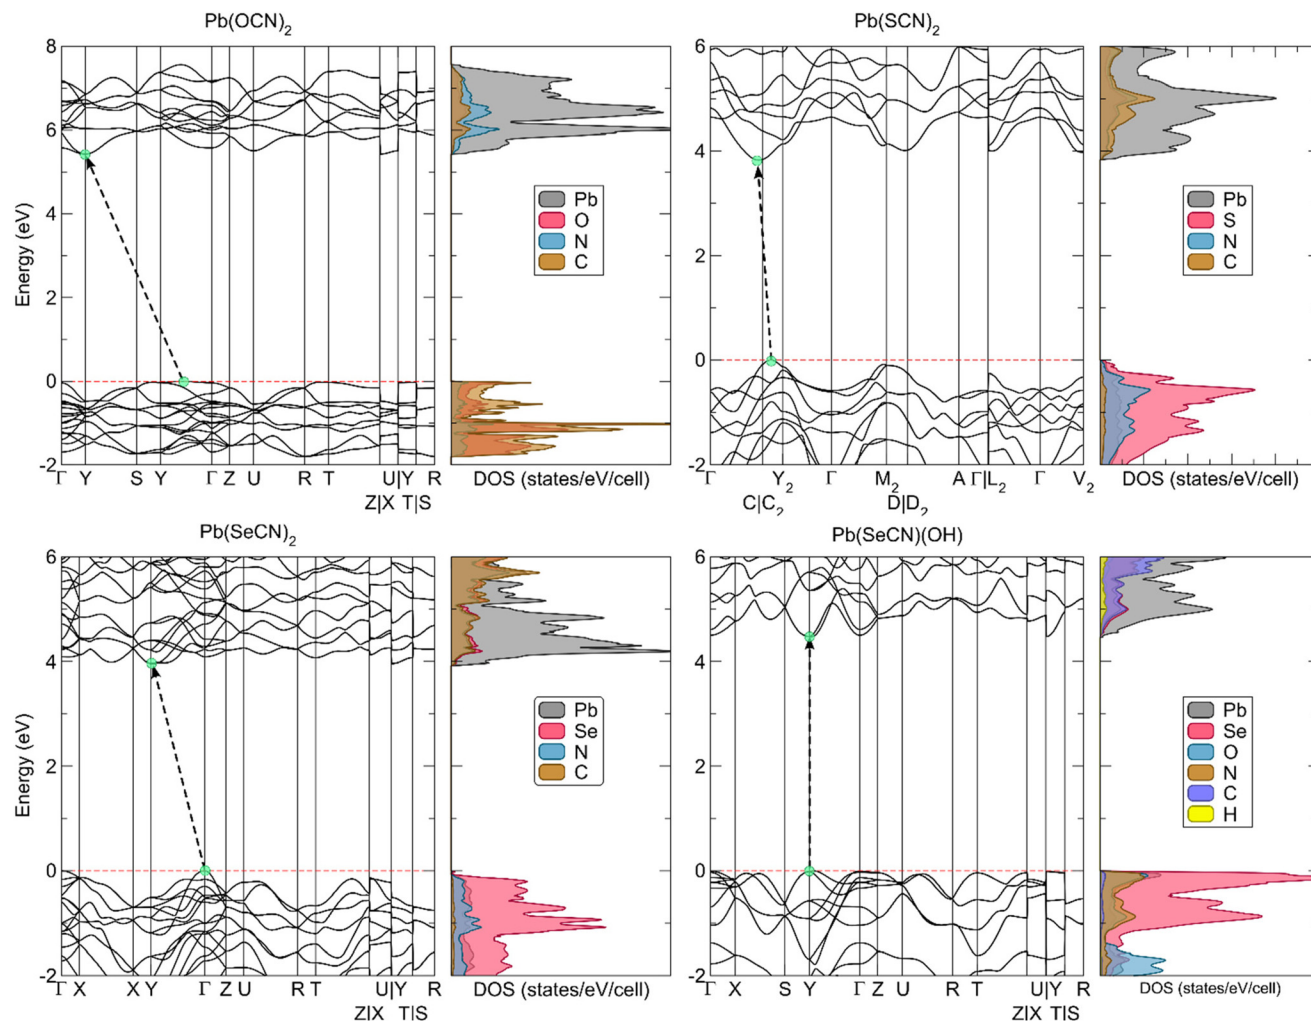 Pb(OCN)2
8
6
4
2
0
-2
Energy (eV)
Γ Y S Y Γ Z U R T U|Y R
Z|X T|S
DOS (states/eV/cell)
Pb
O
N
C
Pb(SCN)2
6
4
2
0
-2
Γ Y2 Γ M2 A Γ|L2 Γ V2
C|C2 D|D2
DOS (states/eV/cell)
Pb
S
N
C
Pb(SeCN)2
6
4
2
0
-2
Energy (eV)
Γ X X Y Γ Z U R T U|Y R
Z|X T|S
DOS (states/eV/cell)
Pb
Se
N
C
Pb(SeCN)(OH)
6
4
2
0
-2
Γ X S Y Γ Z U R T U|Y R
Z|X T|S
DOS (states/eV/cell)
Pb
Se
O
N
C
H